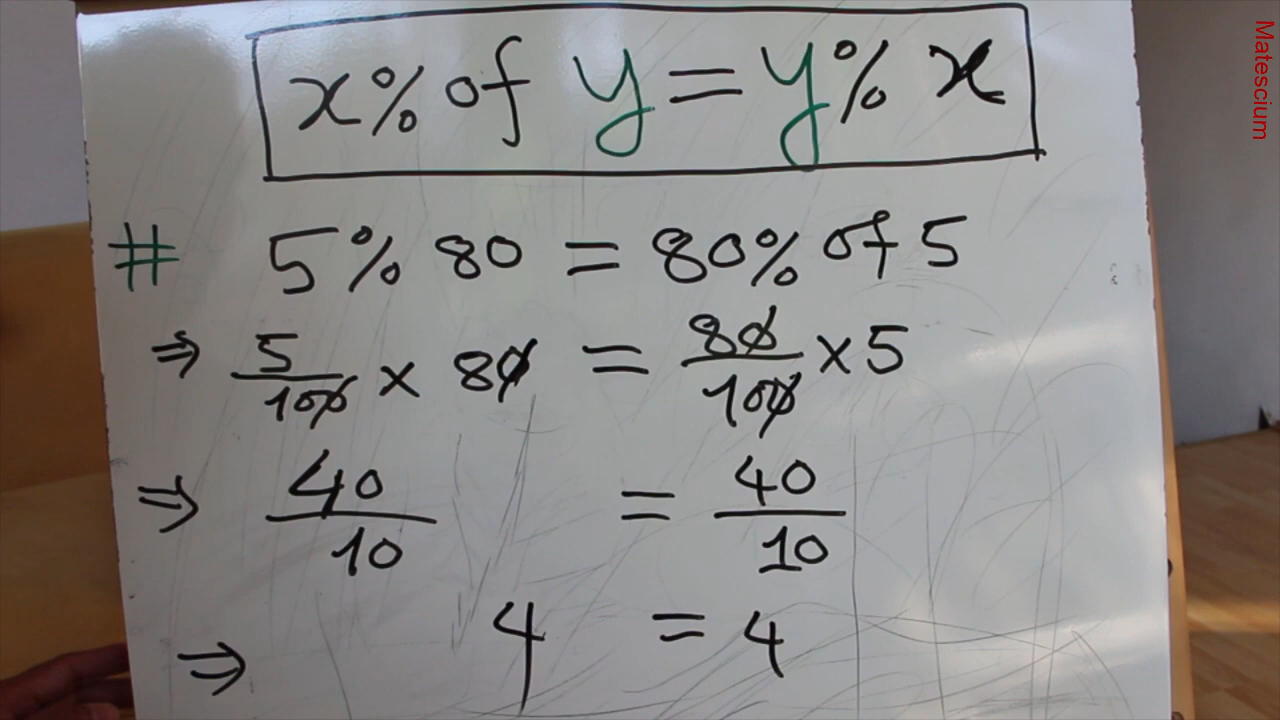 x% of y = y% x
# 5% 80 = 80% of 5
⇒ 5/100 × 80 = 80/100 × 5
⇒ 40/10 = 40/10
⇒ 4 = 4
Matescium